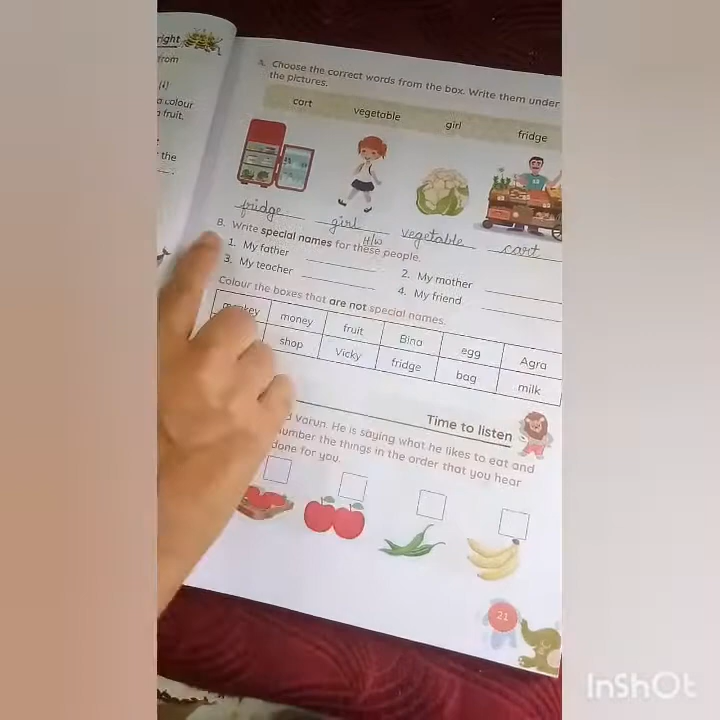 right
from
(i)
a colour
a fruit.
the
A. Choose the correct words from the box. Write them under
the pictures.
cart vegetable girl fridge
fridge girl vegetable cart
H/w
B. Write special names for these people.
1. My father
2. My mother
3. My teacher
4. My friend
Colour the boxes that are not special names.
monkey money fruit Bina egg Agra
shop Vicky fridge bag milk
Time to listen
Varun. He is saying what he likes to eat and
number the things in the order that you hear
done for you.
21
InShOt